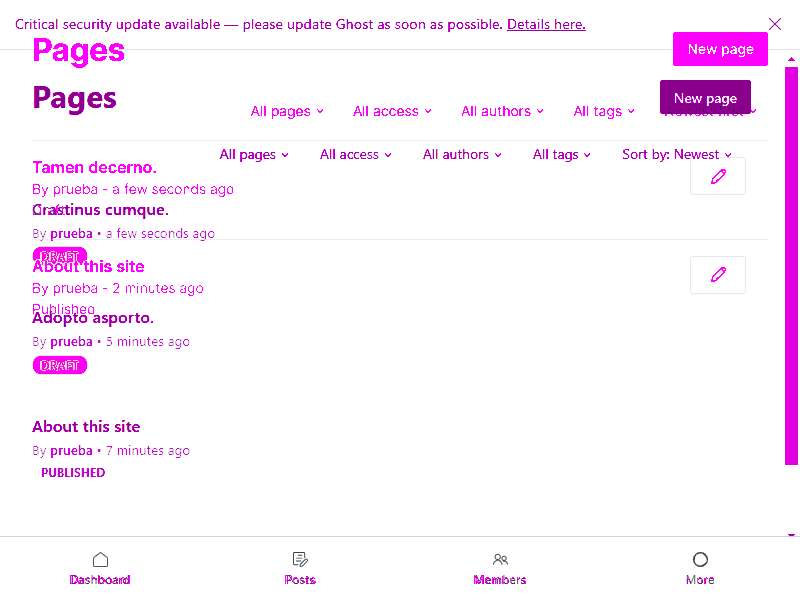 Critical security update available — please update Ghost as soon as possible. Details here.
Pages
New page
Pages
New page
All pages
All access
All authors
All tags
Newest first
All pages
All access
All authors
All tags
Sort by: Newest
Tamen decerno.
By prueba - a few seconds ago
Draft
Crastinus cumque.
By prueba • a few seconds ago
DRAFT
About this site
By prueba - 2 minutes ago
Published
Adopto asporto.
By prueba • 5 minutes ago
DRAFT
About this site
By prueba • 7 minutes ago
PUBLISHED
Dashboard
Posts
Members
More